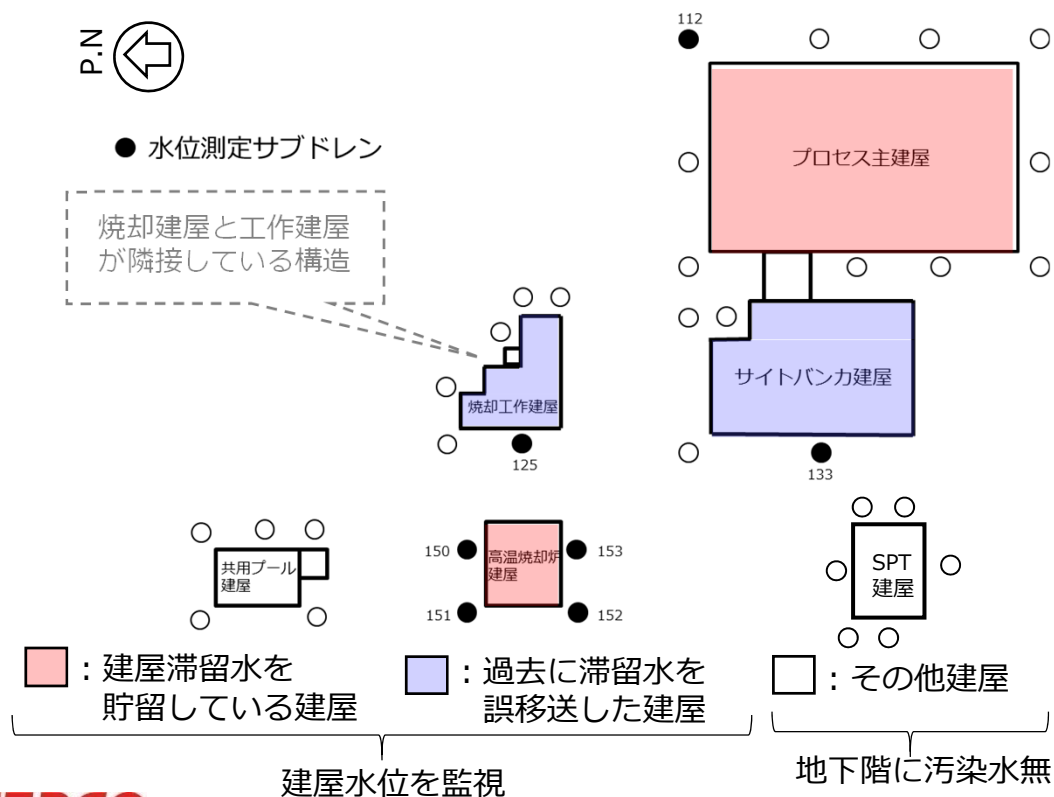 P.N
112
● 水位測定サブドレン
プロセス主建屋
焼却建屋と工作建屋
が隣接している構造
サイトバンカ建屋
焼却工作建屋
125
133
共用プール
建屋
150
高温焼却炉
建屋
153
151
152
SPT
建屋
：建屋滞留水を
貯留している建屋
：過去に滞留水を
誤移送した建屋
：その他建屋
建屋水位を監視
地下階に汚染水無